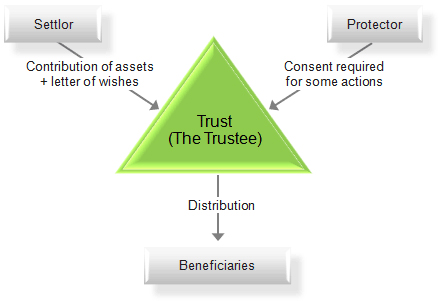 Settlor
Protector
Contribution of assets
+ letter of wishes
Consent required
for some actions
Trust
(The Trustee)
Distribution
Beneficiaries